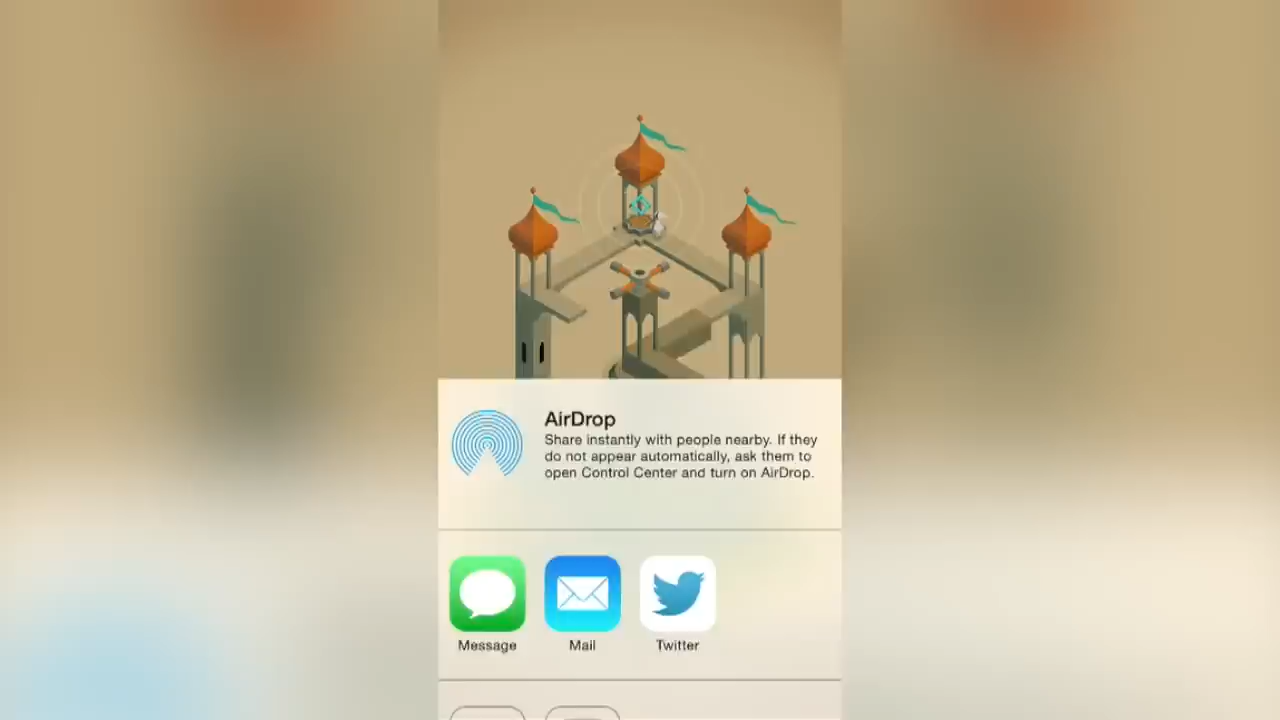 AirDrop
Share instantly with people nearby. If they
do not appear automatically, ask them to
open Control Center and turn on AirDrop.
Message
Mail
Twitter